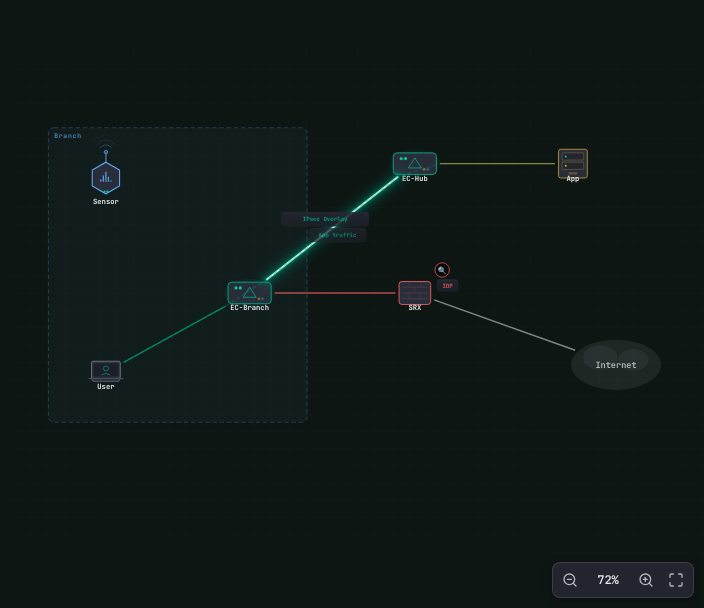 Branch
Sensor
EC-Hub
App
IPsec Overlay
App Traffic
IDP
EC-Branch
SRX
Internet
User
72%